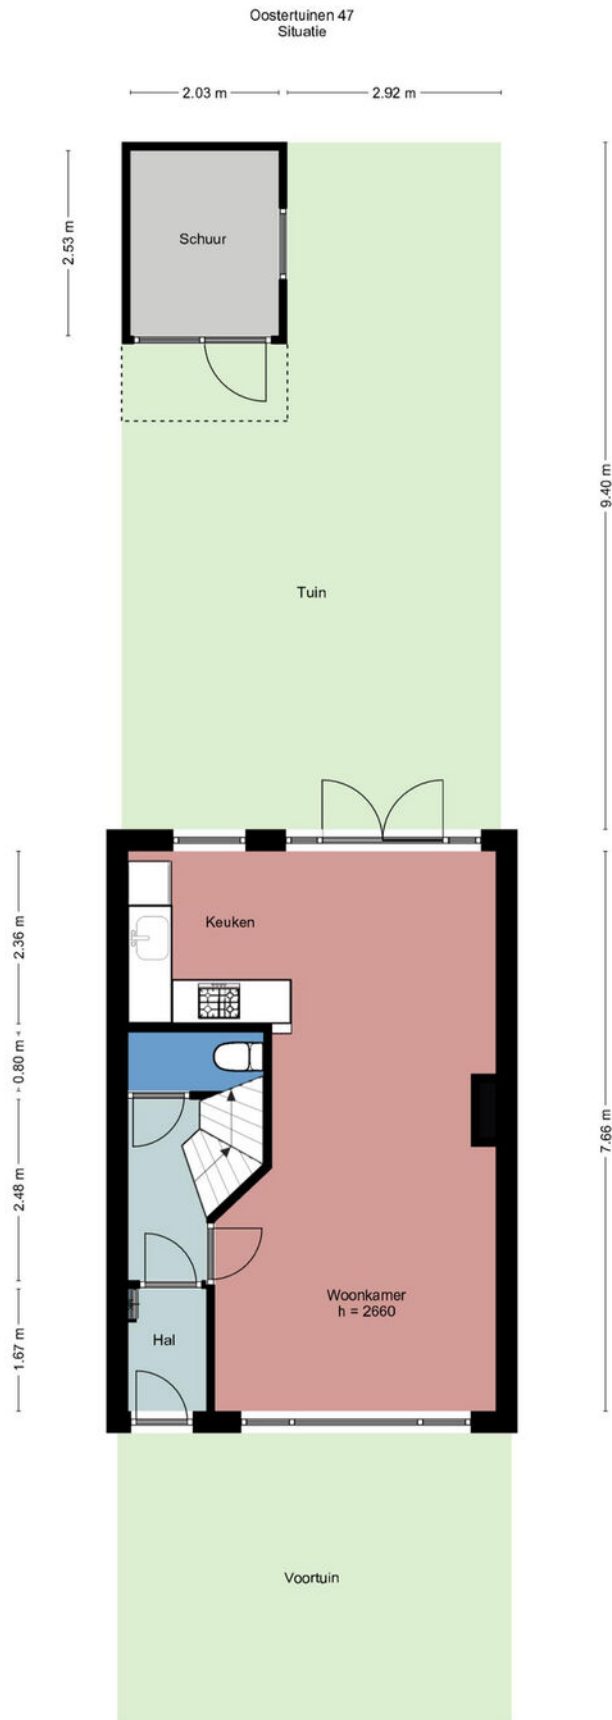 Oostertuinen 47
Situatie
2.03 m
2.92 m
2.53 m
Schuur
9.40 m
Tuin
2.36 m
Keuken
0.80 m
7.66 m
2.48 m
Woonkamer
h = 2660
1.67 m
Hal
Voortuin